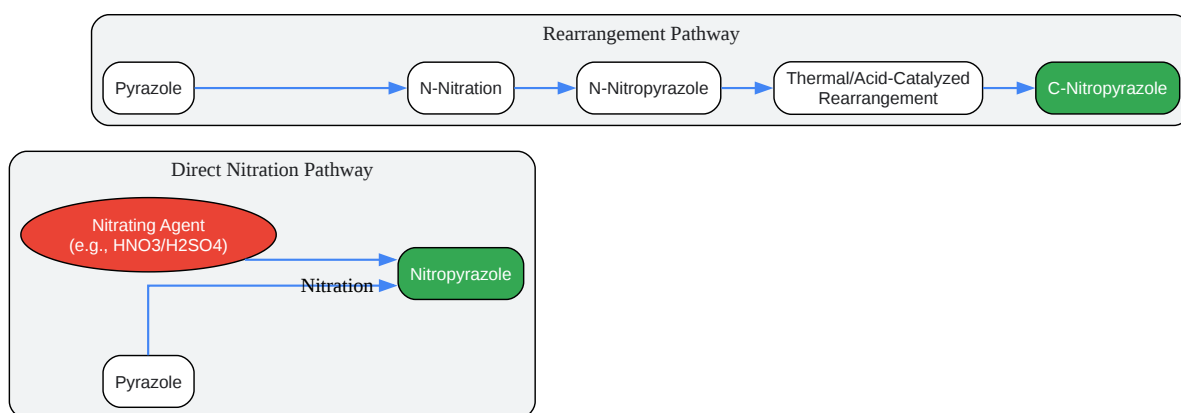 Rearrangement Pathway
Pyrazole
N-Nitration
N-Nitropyrazole
Thermal/Acid-Catalyzed
Rearrangement
C-Nitropyrazole
Direct Nitration Pathway
Nitrating Agent
(e.g., HNO3/H2SO4)
Nitropyrazole
Nitration
Pyrazole